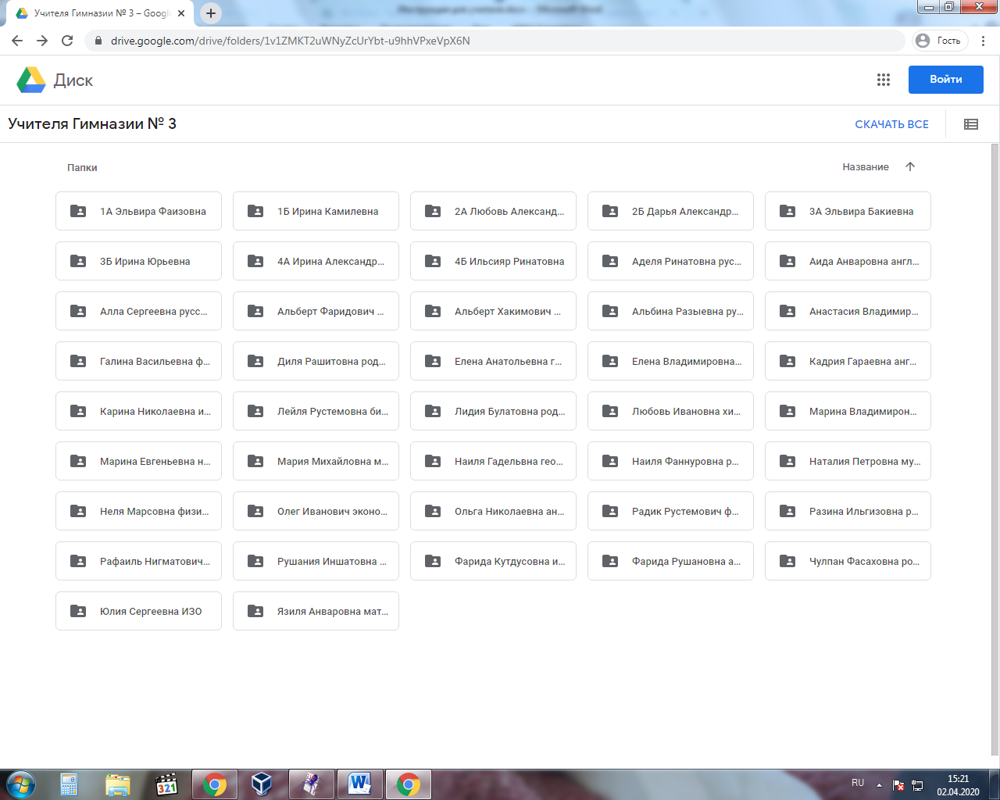 Учителя Гимназии № 3 – Googl
drive.google.com/drive/folders/1v1ZMKT2uWNyZcUrYbt-u9hhVPxeVpX6N
Гость
Диск
Войти
Учителя Гимназии № 3
СКАЧАТЬ ВСЕ
Папки
Название
1А Эльвира Фаизовна
1Б Ирина Камилевна
2А Любовь Александ...
2Б Дарья Александр...
3А Эльвира Бакиевна
3Б Ирина Юрьевна
4А Ирина Александр...
4Б Ильсияр Ринатовна
Аделя Ринатовна рус...
Аида Анваровна англ...
Алла Сергеевна русс...
Альберт Фаридович ...
Альберт Хакимович ...
Альбина Разыевна ру...
Анастасия Владимир...
Галина Васильевна ф...
Диля Рашитовна род...
Елена Анатольевна г...
Елена Владимировна...
Кадрия Гараевна анг...
Карина Николаевна и...
Лейля Рустемовна би...
Лидия Булатовна род...
Любовь Ивановна хи...
Марина Владимирон...
Марина Евгеньевна н...
Мария Михайловна м...
Наиля Гадельвна гео...
Наиля Фаннуровна р...
Наталия Петровна му...
Неля Марсовна физи...
Олег Иванович эконо...
Ольга Николаевна ан...
Радик Рустемович ф...
Разина Ильгизовна р...
Рафаиль Нигматович...
Рушания Иншатовна ...
Фарида Кутдусовна и...
Фарида Рушановна а...
Чулпан Фасаховна ро...
Юлия Сергеевна ИЗО
Язиля Анваровна мат...
321
W
RU
15:21
02.04.2020